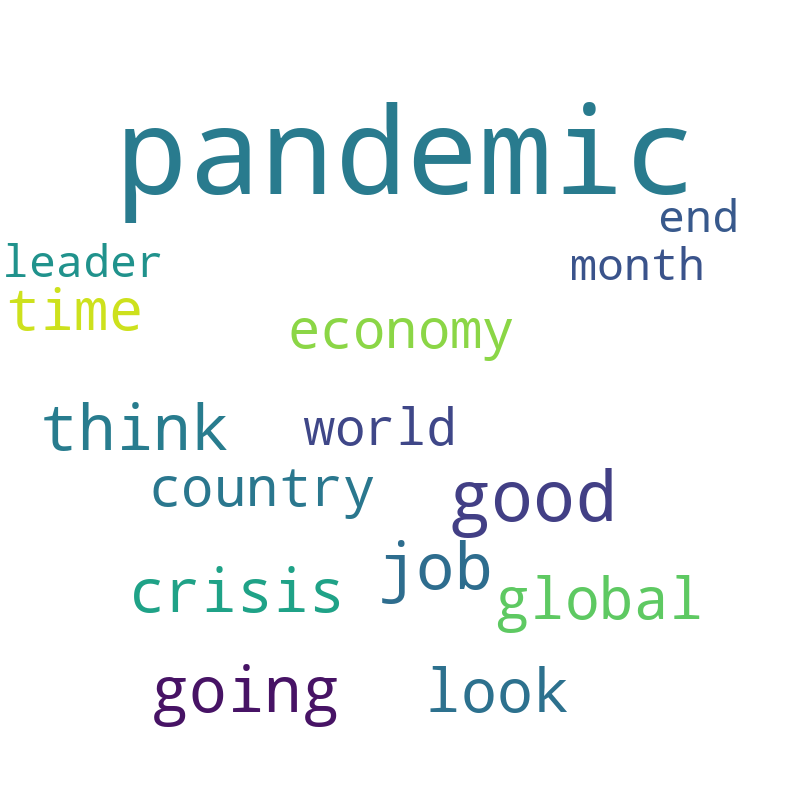 pandemic
end
leader
month
time
economy
think
world
country
good
job
crisis
global
going
look